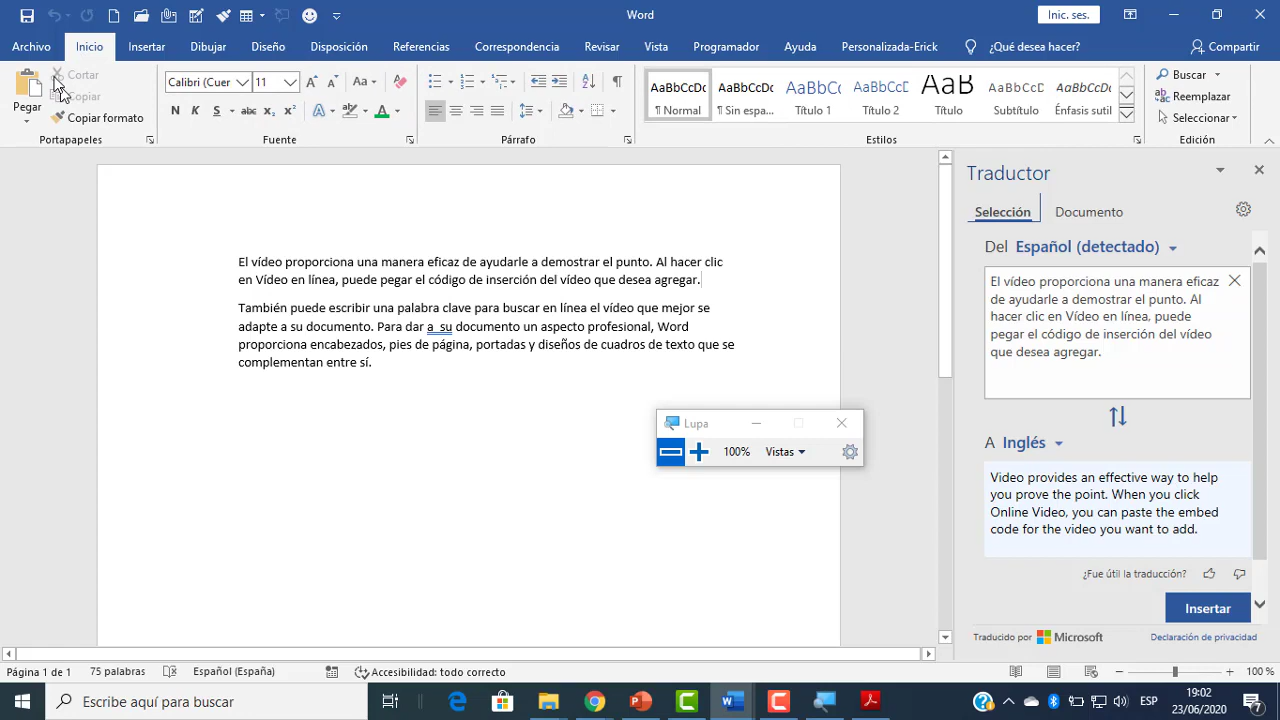 Word
Inic. ses.
Archivo Inicio Insertar Dibujar Diseño Disposición Referencias Correspondencia Revisar Vista Programador Ayuda Personalizada-Erick ¿Qué desea hacer? Compartir
Pegar
Cortar
Copiar
Copiar formato
Portapapeles
Calibri (Cuer 11
Aa
N K S abc x₂ x² A A
Fuente
Párrafo
AaBbCcDc AaBbCcDc AaBbCc AaBbCcD AaB AaBbCcC AaBbCcDc
¶ Normal ¶ Sin espa... Título 1 Título 2 Título Subtítulo Énfasis sutil
Estilos
Buscar
Reemplazar
Seleccionar
Edición
El vídeo proporciona una manera eficaz de ayudarle a demostrar el punto. Al hacer clic
en Vídeo en línea, puede pegar el código de inserción del vídeo que desea agregar.
También puede escribir una palabra clave para buscar en línea el vídeo que mejor se
adapte a su documento. Para dar a  su documento un aspecto profesional, Word
proporciona encabezados, pies de página, portadas y diseños de cuadros de texto que se
complementan entre sí.
Lupa
100% Vistas
Traductor
Selección Documento
Del Español (detectado)
El vídeo proporciona una manera eficaz
de ayudarle a demostrar el punto. Al
hacer clic en Vídeo en línea, puede
pegar el código de inserción del vídeo
que desea agregar.
A Inglés
Video provides an effective way to help
you prove the point. When you click
Online Video, you can paste the embed
code for the video you want to add.
¿Fue útil la traducción?
Insertar
Traducido por Microsoft Declaración de privacidad
Página 1 de 1 75 palabras Español (España) Accesibilidad: todo correcto 100 %
Escribe aquí para buscar
ESP
19:02
23/06/2020
7